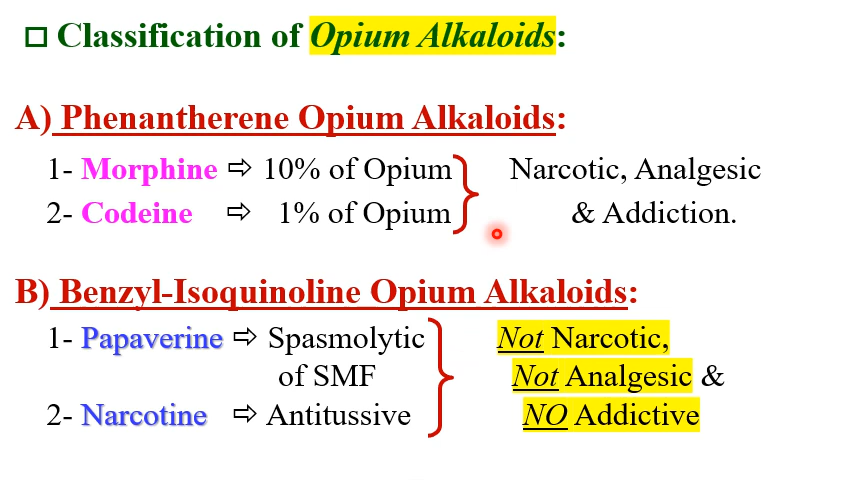 Classification of Opium Alkaloids:
A) Phenantherene Opium Alkaloids:
1- Morphine ⇨ 10% of Opium
2- Codeine ⇨ 1% of Opium
Narcotic, Analgesic
& Addiction.
B) Benzyl-Isoquinoline Opium Alkaloids:
1- Papaverine ⇨ Spasmolytic
of SMF
2- Narcotine ⇨ Antitussive
Not Narcotic,
Not Analgesic &
NO Addictive